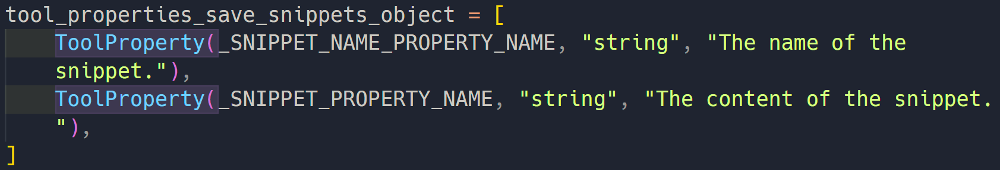 tool_properties_save_snippets_object = [
ToolProperty(_SNIPPET_NAME_PROPERTY_NAME, "string", "The name of the
snippet."),
ToolProperty(_SNIPPET_PROPERTY_NAME, "string", "The content of the snippet.
"),
]